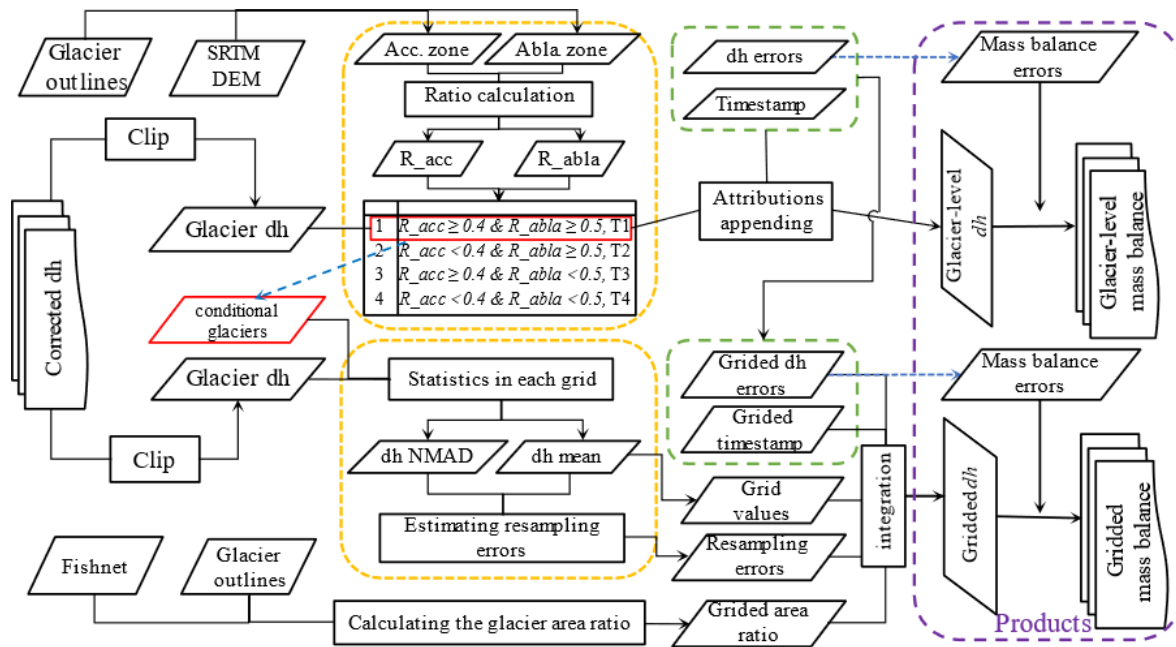 Glacier
outlines
SRTM
DEM
Acc. zone
Abla zone
Ratio calculation
R_acc
R_abla
1 R_acc ≥ 0.4 & R_abla ≥ 0.5, T1
2 R_acc < 0.4 & R_abla ≥ 0.5, T2
3 R_acc ≥ 0.4 & R_abla < 0.5, T3
4 R_acc < 0.4 & R_abla < 0.5, T4
Clip
Glacier dh
Corrected dh
conditional
glaciers
Glacier dh
Clip
dh errors
Timestamp
Attributions
appending
Mass balance
errors
Glacier-level
dh
Glacier-level
mass balance
Statistics in each grid
dh NMAD
dh mean
Estimating resampling
errors
Grided dh
errors
Grided
timestamp
Grid
values
Resampling
errors
integration
Mass balance
errors
Gridded dh
Gridded
mass balance
Fishnet
Glacier
outlines
Calculating the glacier area ratio
Grided area
ratio
Products